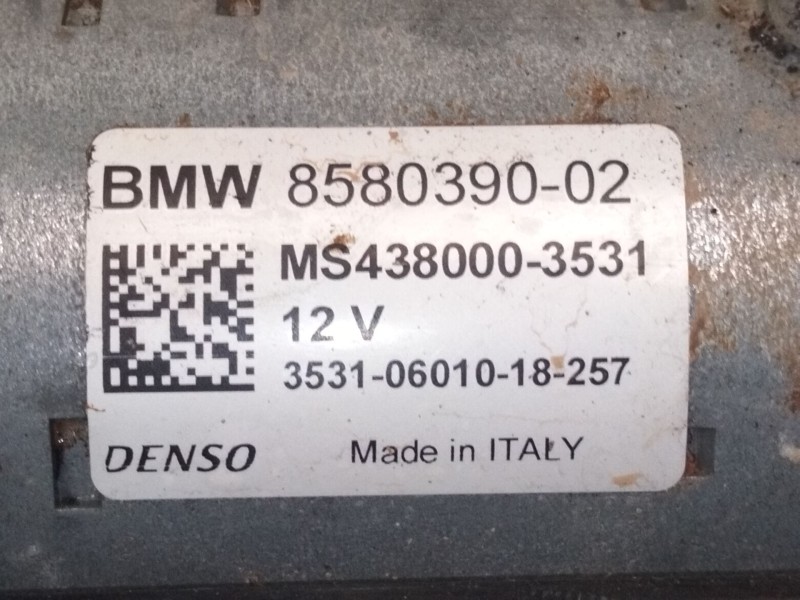 BMW 8580390-02
MS438000-3531
12 V
3531-06010-18-257
DENSO Made in ITALY